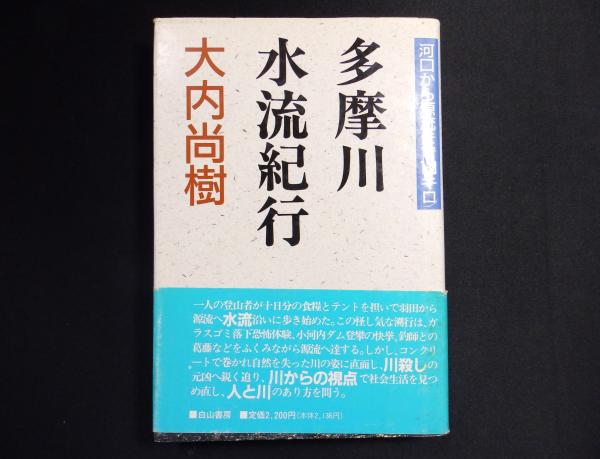 河口から
多摩川
水流紀行
大内尚樹
一人の登山者が十日分の食糧とテントを担いで羽田から
源流へ水流沿いに歩き始めた。この怪し気な溯行は、ガ
ラスゴミ落下恐怖体験、小河内ダム登攀の快挙、釣師との
葛藤などをふくみながら源流へ達する。しかし、コンクリ
ートで巻かれ自然を失った川の姿に直面し、川殺しの
元凶へ鋭く迫り、川からの視点で社会生活を見つ
め直し、人と川のあり方を問う。
■白山書房 ■定価2,200円(本体2,136円)